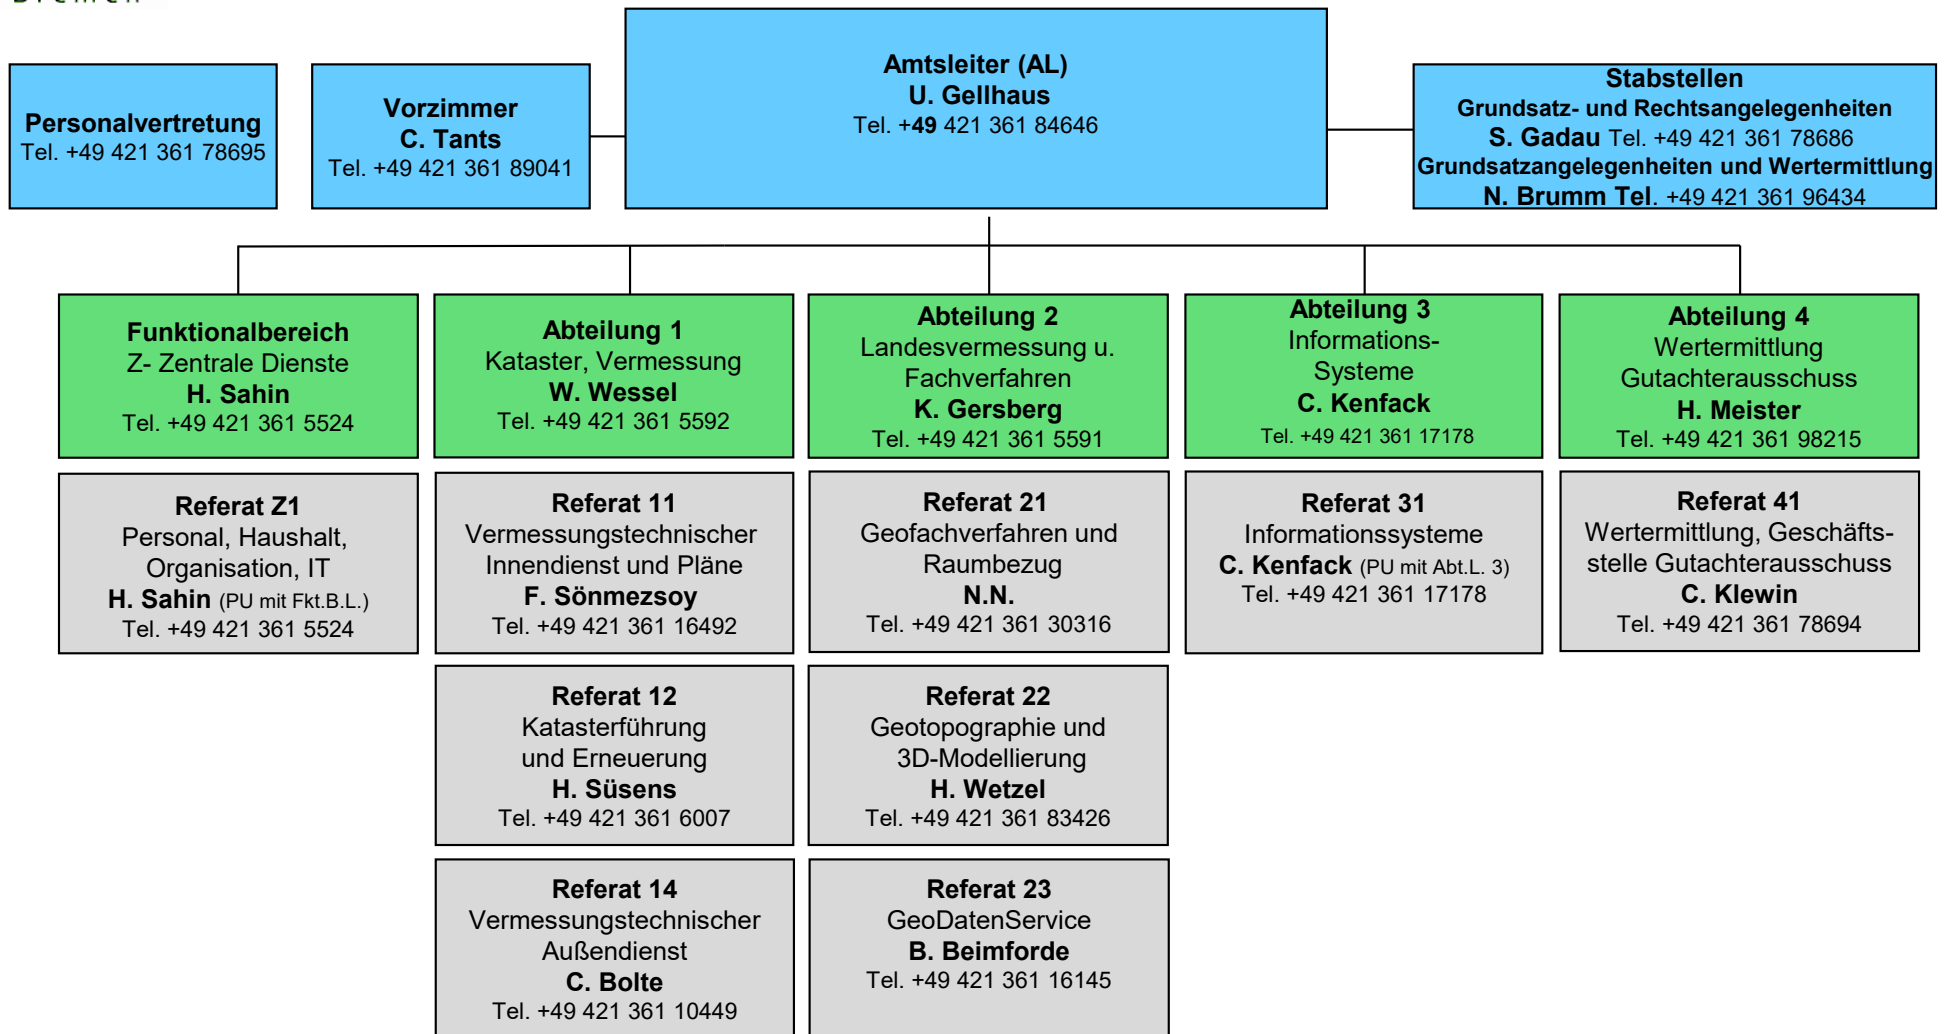 Bremen
Personalvertretung
Tel. +49 421 361 78695
Vorzimmer
C. Tants
Tel. +49 421 361 89041
Amtsleiter (AL)
U. Gellhaus
Tel. +49 421 361 84646
Stabstellen
Grundsatz- und Rechtsangelegenheiten
S. Gadau Tel. +49 421 361 78686
Grundsatzangelegenheiten und Wertermittlung
N. Brumm Tel. +49 421 361 96434
Funktionalbereich
Z- Zentrale Dienste
H. Sahin
Tel. +49 421 361 5524
Abteilung 1
Kataster, Vermessung
W. Wessel
Tel. +49 421 361 5592
Abteilung 2
Landesvermessung u.
Fachverfahren
K. Gersberg
Tel. +49 421 361 5591
Abteilung 3
Informations-
Systeme
C. Kenfack
Tel. +49 421 361 17178
Abteilung 4
Wertermittlung
Gutachterausschuss
H. Meister
Tel. +49 421 361 98215
Referat Z1
Personal, Haushalt,
Organisation, IT
H. Sahin (PU mit Fkt.B.L.)
Tel. +49 421 361 5524
Referat 11
Vermessungstechnischer
Innendienst und Pläne
F. Sönmezsoy
Tel. +49 421 361 16492
Referat 21
Geofachverfahren und
Raumbezug
N.N.
Tel. +49 421 361 30316
Referat 31
Informationssysteme
C. Kenfack (PU mit Abt.L. 3)
Tel. +49 421 361 17178
Referat 41
Wertermittlung, Geschäfts-
stelle Gutachterausschuss
C. Klewin
Tel. +49 421 361 78694
Referat 12
Katasterführung
und Erneuerung
H. Süsens
Tel. +49 421 361 6007
Referat 22
Geotopographie und
3D-Modellierung
H. Wetzel
Tel. +49 421 361 83426
Referat 14
Vermessungstechnischer
Außendienst
C. Bolte
Tel. +49 421 361 10449
Referat 23
GeoDatenService
B. Beimforde
Tel. +49 421 361 16145